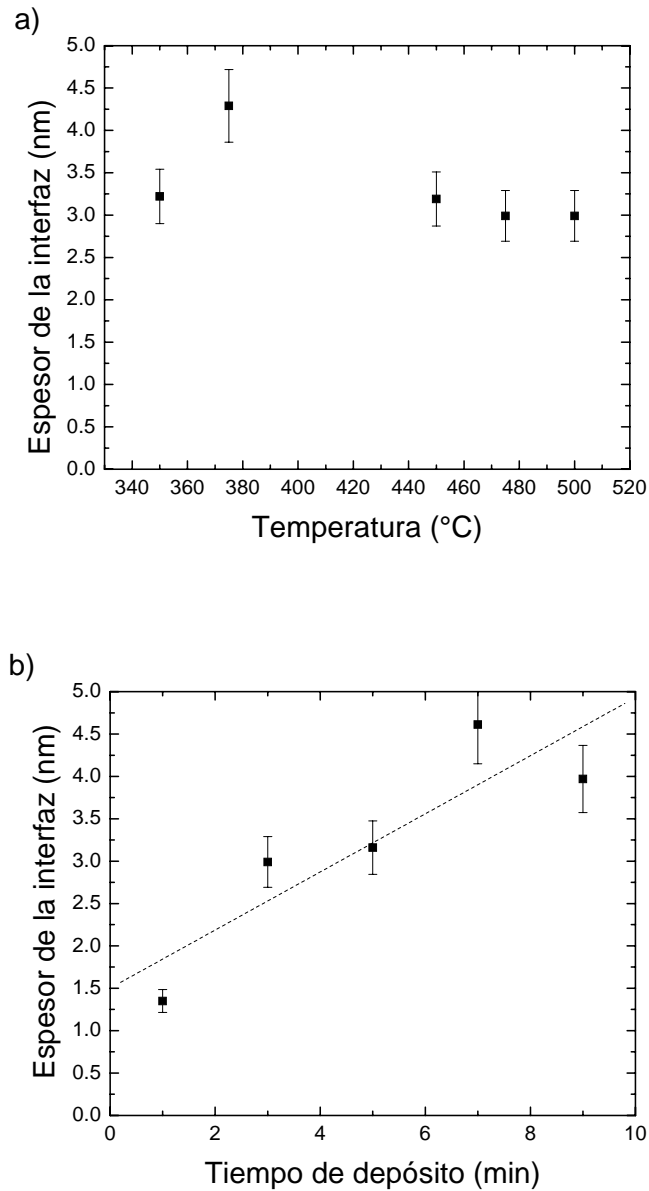 a)
5.0
4.5
4.0
3.5
3.0
2.5
2.0
1.5
1.0
0.5
0.0
Espesor de la interfaz (nm)
340 360 380 400 420 440 460 480 500 520
Temperatura (°C)
b)
5.0
4.5
4.0
3.5
3.0
2.5
2.0
1.5
1.0
0.5
0.0
Espesor de la interfaz (nm)
0 2 4 6 8 10
Tiempo de depósito (min)